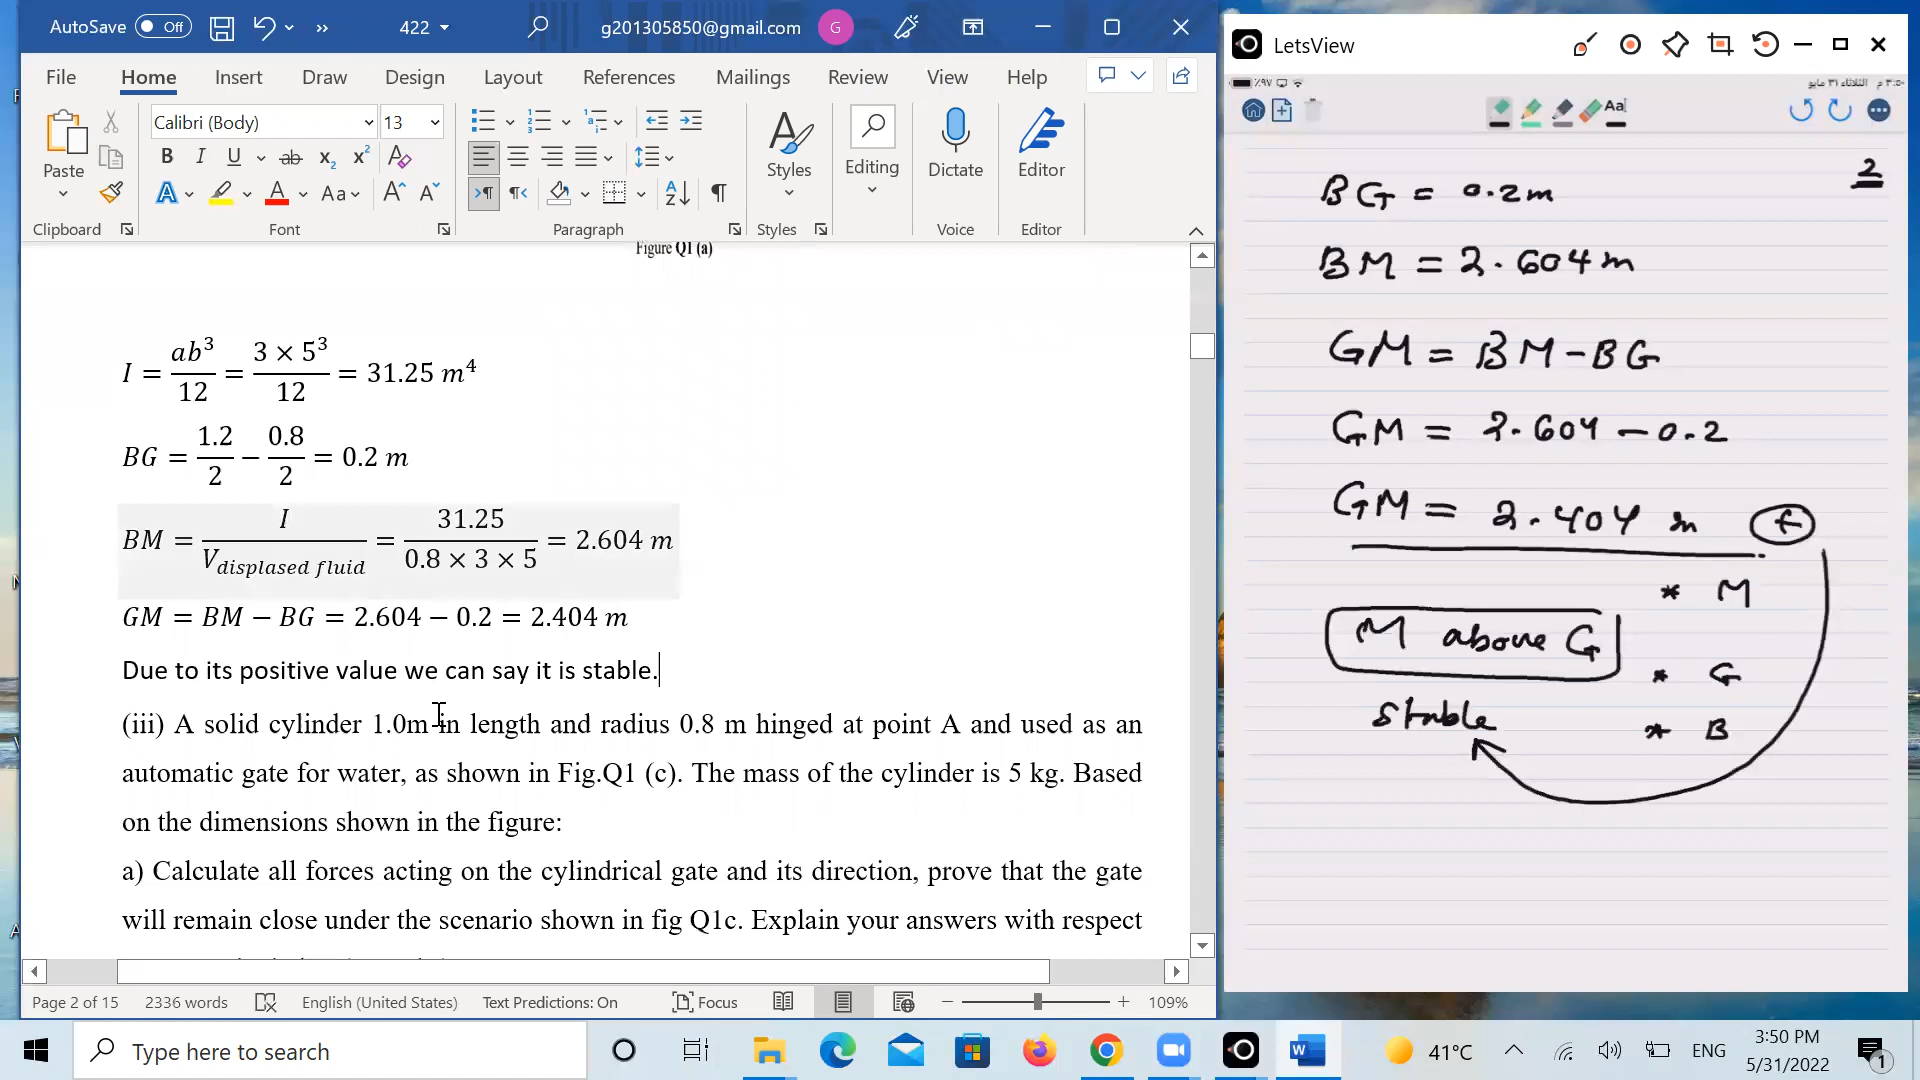 AutoSave Off 422 g201305850@gmail.com G
File Home Insert Draw Design Layout References Mailings Review View Help
Calibri (Body) 13
Paste Styles Editing Dictate Editor
Clipboard Font Paragraph Styles Voice Editor
Figure Q1 (a)
I = ab³/12 = 3 × 5³/12 = 31.25 m⁴
BG = 1.2/2 − 0.8/2 = 0.2 m
BM = I/V displased fluid = 31.25/0.8 × 3 × 5 = 2.604 m
GM = BM − BG = 2.604 − 0.2 = 2.404 m
Due to its positive value we can say it is stable.
(iii) A solid cylinder 1.0m in length and radius 0.8 m hinged at point A and used as an
automatic gate for water, as shown in Fig.Q1 (c). The mass of the cylinder is 5 kg. Based
on the dimensions shown in the figure:
a) Calculate all forces acting on the cylindrical gate and its direction, prove that the gate
will remain close under the scenario shown in fig Q1c. Explain your answers with respect
Page 2 of 15 2336 words English (United States) Text Predictions: On Focus 109%
LetsView
٪٩٧
٣:٥٠ م الثلاثاء ٣١ مايو
Aa
2
BG = 0.2m
BM = 2.604m
GM = BM - BG
GM = 2.604 - 0.2
GM = 2.404 m +
* M
M above G
* G
stable
* B
Type here to search
41°C ENG
3:50 PM
5/31/2022
1